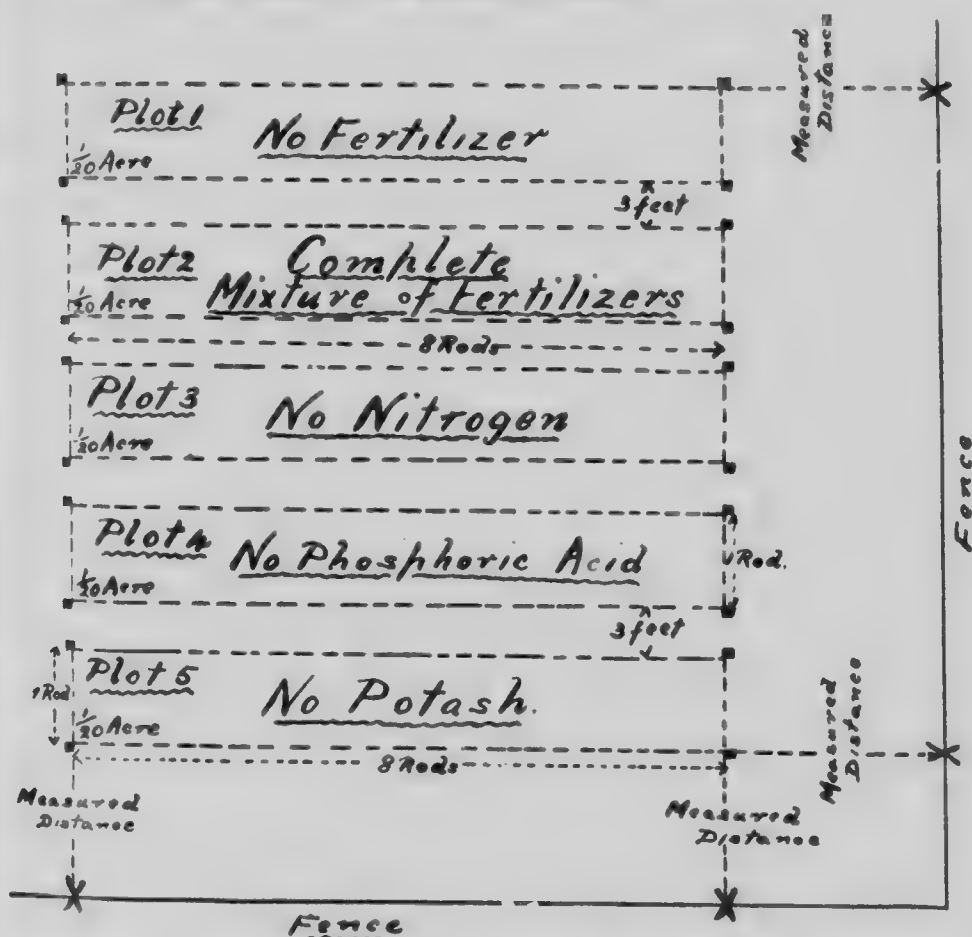 Measured
Distance
Plot 1
No Fertilizer
1/20 Acre
3 feet
Plot 2
Complete
Mixture of Fertilizers
1/20 Acre
8 Rods
Plot 3
No Nitrogen
1/20 Acre
Plot 4
No Phosphoric Acid
1/20 Acre
1 Rod.
3 feet
Plot 5
No Potash.
1 Rod
1/20 Acre
8 Rods
Measured
Distance
Measured
Distance
Measured
Distance
Fence
Fence